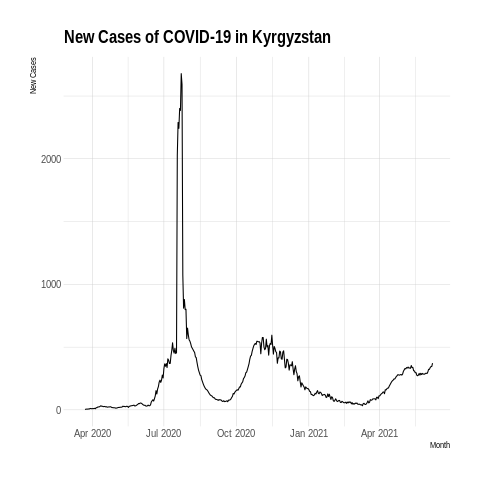 New Cases of COVID-19 in Kyrgyzstan
New Cases
2000
1000
0
Apr 2020 Jul 2020 Oct 2020 Jan 2021 Apr 2021
Month